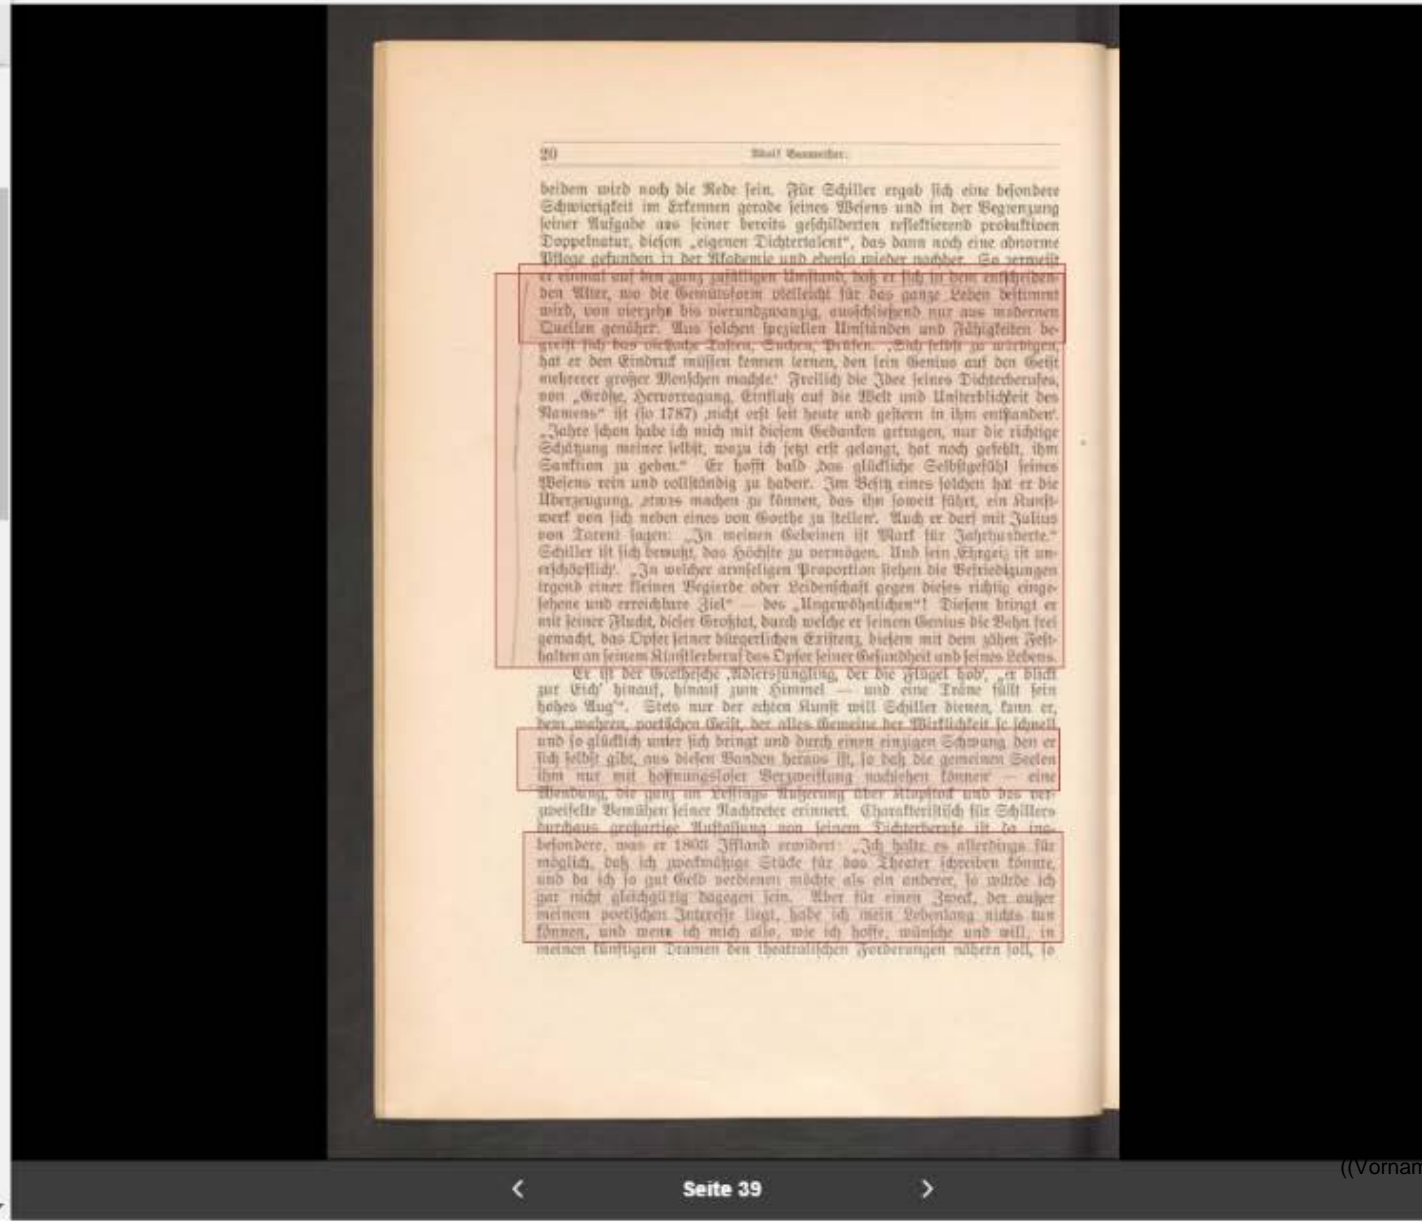 20
Adolf Baumeister.
beidem wird noch die Rede sein. Für Schiller ergab sich eine besondere
Schwierigkeit im Erkennen gerade seines Wesens und in der Begrenzung
seiner Aufgabe aus seiner bereits geschilderten reflektierend produktiven
Doppelnatur, diesem „eigenen Dichtertalent“, das dann noch eine abnorme
Pflege gefunden in der Akademie und ebenso wieder nachher. So verweist
er einmal auf den ganz zufälligen Umstand, daß er sich in dem entscheiden-
den Alter, wo die Gemütsform vielleicht für das ganze Leben bestimmt
wird, von vierzehn bis vierundzwanzig, ausschließend nur aus modernen
Quellen genährt. Aus solchen speziellen Umständen und Fähigkeiten be-
greift sich das vielfache Tasten, Suchen, Prüfen. ‚Sich selbst zu würdigen,
hat er den Eindruck müssen kennen lernen, den sein Genius auf den Geist
mehrerer großer Menschen machte.‘ Freilich die Idee seines Dichterberufes,
von „Größe, Hervorragung, Einfluß auf die Welt und Unsterblichkeit des
Namens“ ist (so 1787) ‚nicht erst seit heute und gestern in ihm entstanden‘.
„Jahre schon habe ich mich mit diesem Gedanken getragen, nur die richtige
Schätzung meiner selbst, wozu ich jetzt erst gelangt, hat noch gefehlt, ihm
Sanktion zu geben.“ Er hofft bald ‚das glückliche Selbstgefühl seines
Wesens rein und vollständig zu haben‘. Im Besitz eines solchen hat er die
Überzeugung, ‚etwas machen zu können, das ihn soweit führt, ein Kunst-
werk von sich neben eines von Goethe zu stellen‘. Auch er darf mit Julius
von Tarent sagen: „In meinen Gebeinen ist Mark für Jahrhunderte.“
Schiller ist sich bewußt, das Höchste zu vermögen. Und sein ‚Ehrgeiz ist un-
erschöpflich‘. „In welcher armseligen Proportion stehen die Befriedigungen
irgend einer kleinen Begierde oder Leidenschaft gegen dieses richtig einge-
sehene und erreichbare Ziel“ — des „Ungewöhnlichen“! Diesem bringt er
mit seiner Flucht, dieser Großtat, durch welche er seinem Genius die Bahn frei
gemacht, das Opfer seiner bürgerlichen Existenz, diesem mit dem zähen Fest-
halten an seinem Künstlerberuf das Opfer seiner Gesundheit und seines Lebens.
Er ist der Goethesche ‚Adlersjüngling, der die Flügel hob‘, „er blickt
zur Eich' hinauf, hinauf zum Himmel — und eine Träne füllt sein
hohes Aug'“. Stets nur der echten Kunst will Schiller dienen, kann er,
dem ‚wahren, poetischen Geist, der alles Gemeine der Wirklichkeit so schnell
und so glücklich unter sich bringt und durch einen einzigen Schwung, den er
sich selbst gibt, aus diesen Banden heraus ist, so daß die gemeinen Seelen
ihm nur mit hoffnungsloser Verzweiflung nachsehen können‘ — eine
Wendung, die ganz an Lessings Äußerung über Klopstock und das ver-
zweifelte Bemühen seiner Nachtreter erinnert. Charakteristisch für Schillers
durchaus großartige Auffassung von seinem Dichterberufe ist da ins-
besondere, was er 1803 Iffland erwidert: „Ich halte es allerdings für
möglich, daß ich zweckmäßige Stücke für das Theater schreiben könnte,
und da ich so gut Geld verdienen möchte als ein anderer, so würde ich
gar nicht gleichgültig dagegen sein. Aber für einen Zweck, der außer
meinem poetischen Interesse liegt, habe ich mein Lebenlang nichts tun
können, und wenn ich mich also, wie ich hoffe, wünsche und will, in
meinen künftigen Dramen den theatralischen Forderungen nähern soll, so
((Vornam
Seite 39